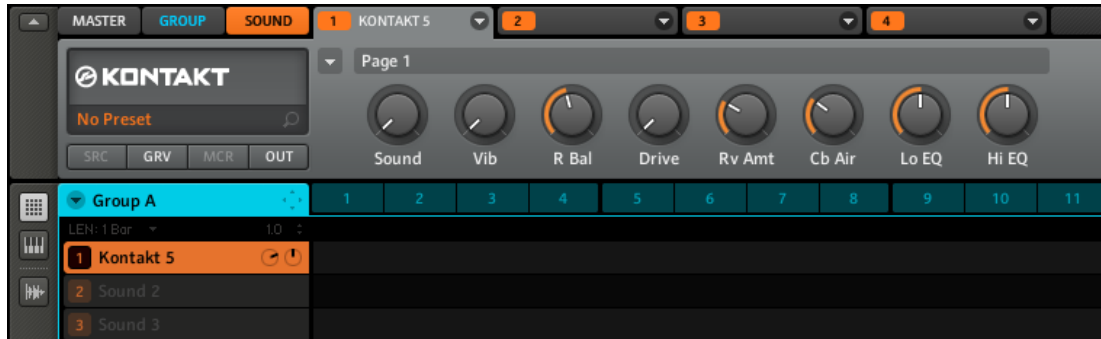 MASTER GROUP SOUND 1 KONTAKT 5 2 3 4
Page 1
KONTAKT
No Preset
SRC GRV MCR OUT
Sound Vib R Bal Drive Rv Amt Cb Air Lo EQ Hi EQ
Group A 1 2 3 4 5 6 7 8 9 10 11
LEN: 1 Bar 1.0
1 Kontakt 5
2 Sound 2
3 Sound 3